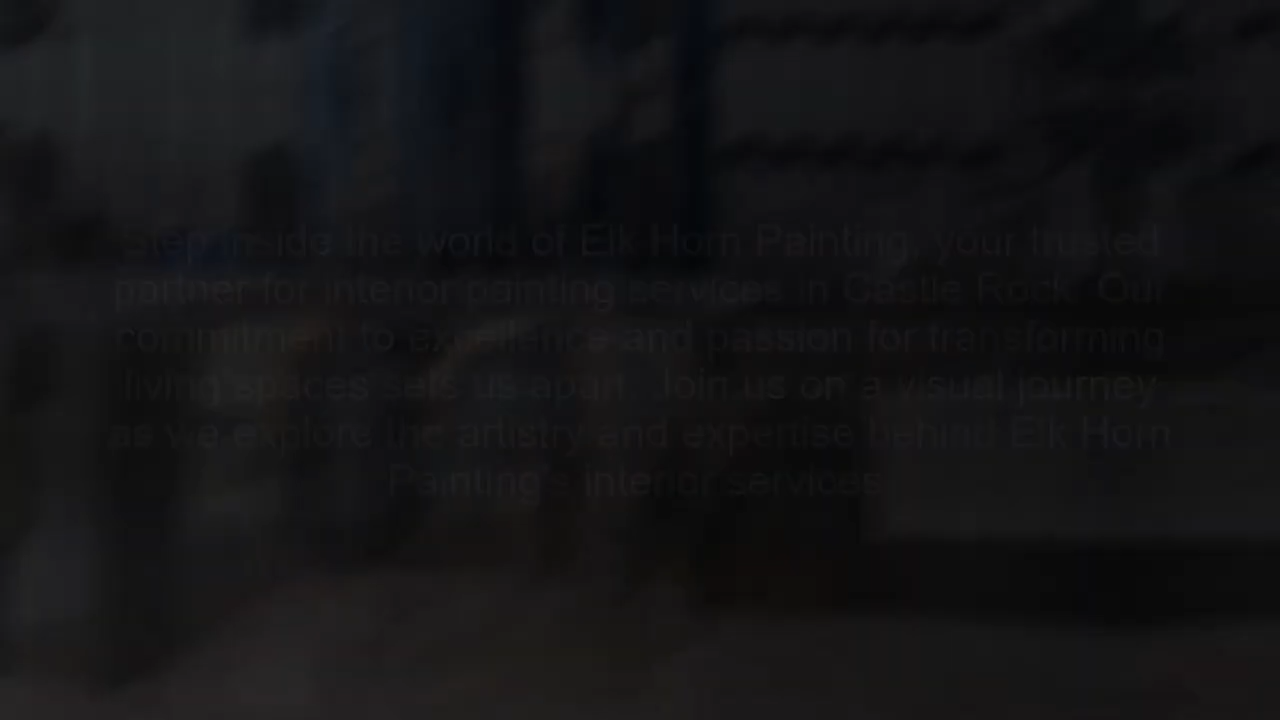 Step inside the world of Elk Horn Painting, your trusted
partner for interior painting services in Castle Rock. Our
commitment to excellence and passion for transforming
living spaces sets us apart. Join us on a visual journey
as we explore the artistry and expertise behind Elk Horn
Painting's interior services.